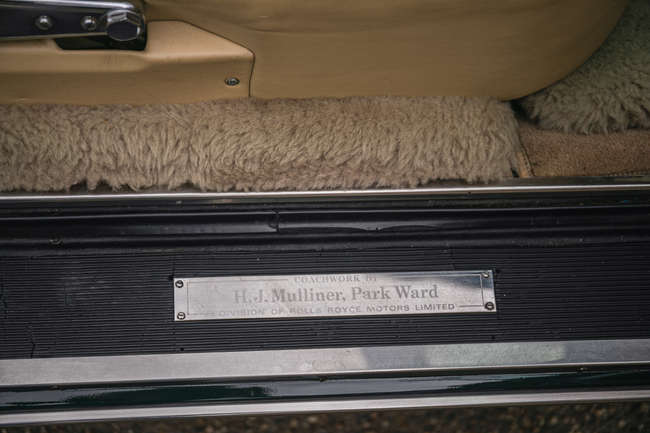 COACHWORK BY
H. J. Mulliner, Park Ward
A DIVISION OF ROLLS ROYCE MOTORS LIMITED